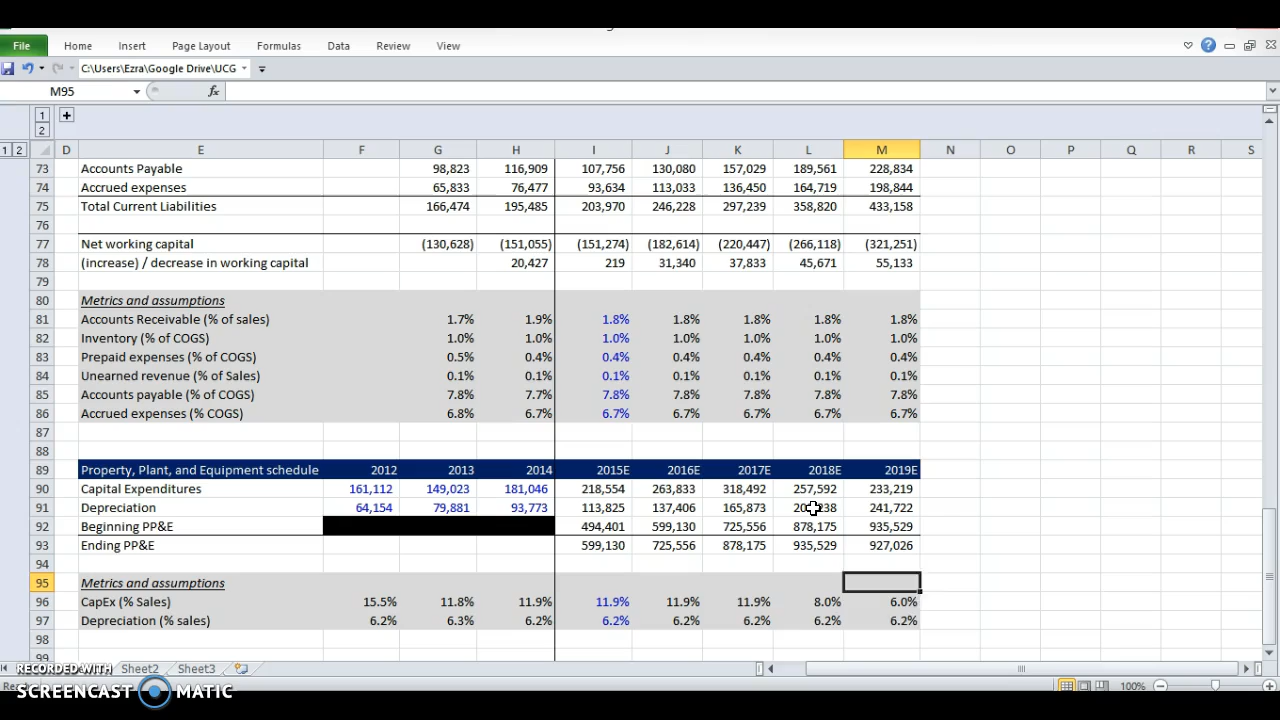 File Home Insert Page Layout Formulas Data Review View
C:\Users\Ezra\Google Drive\UCG
M95 fx
1
2
1 2 D E F G H I J K L M N O P Q R S
73 Accounts Payable 98,823 116,909 107,756 130,080 157,029 189,561 228,834
74 Accrued expenses 65,833 76,477 93,634 113,033 136,450 164,719 198,844
75 Total Current Liabilities 166,474 195,485 203,970 246,228 297,239 358,820 433,158
76
77 Net working capital (130,628) (151,055) (151,274) (182,614) (220,447) (266,118) (321,251)
78 (increase) / decrease in working capital 20,427 219 31,340 37,833 45,671 55,133
79
80 Metrics and assumptions
81 Accounts Receivable (% of sales) 1.7% 1.9% 1.8% 1.8% 1.8% 1.8% 1.8%
82 Inventory (% of COGS) 1.0% 1.0% 1.0% 1.0% 1.0% 1.0% 1.0%
83 Prepaid expenses (% of COGS) 0.5% 0.4% 0.4% 0.4% 0.4% 0.4% 0.4%
84 Unearned revenue (% of Sales) 0.1% 0.1% 0.1% 0.1% 0.1% 0.1% 0.1%
85 Accounts payable (% of COGS) 7.8% 7.7% 7.8% 7.8% 7.8% 7.8% 7.8%
86 Accrued expenses (% COGS) 6.8% 6.7% 6.7% 6.7% 6.7% 6.7% 6.7%
87
88
89 Property, Plant, and Equipment schedule 2012 2013 2014 2015E 2016E 2017E 2018E 2019E
90 Capital Expenditures 161,112 149,023 181,046 218,554 263,833 318,492 257,592 233,219
91 Depreciation 64,154 79,881 93,773 113,825 137,406 165,873 241,722
92 Beginning PP&E 494,401 599,130 725,556 878,175 935,529
93 Ending PP&E 599,130 725,556 878,175 935,529 927,026
94
95 Metrics and assumptions
96 CapEx (% Sales) 15.5% 11.8% 11.9% 11.9% 11.9% 11.9% 8.0% 6.0%
97 Depreciation (% sales) 6.2% 6.3% 6.2% 6.2% 6.2% 6.2% 6.2% 6.2%
98
99
RECORDED WITH Sheet2 Sheet3
SCREENCAST MATIC 100%